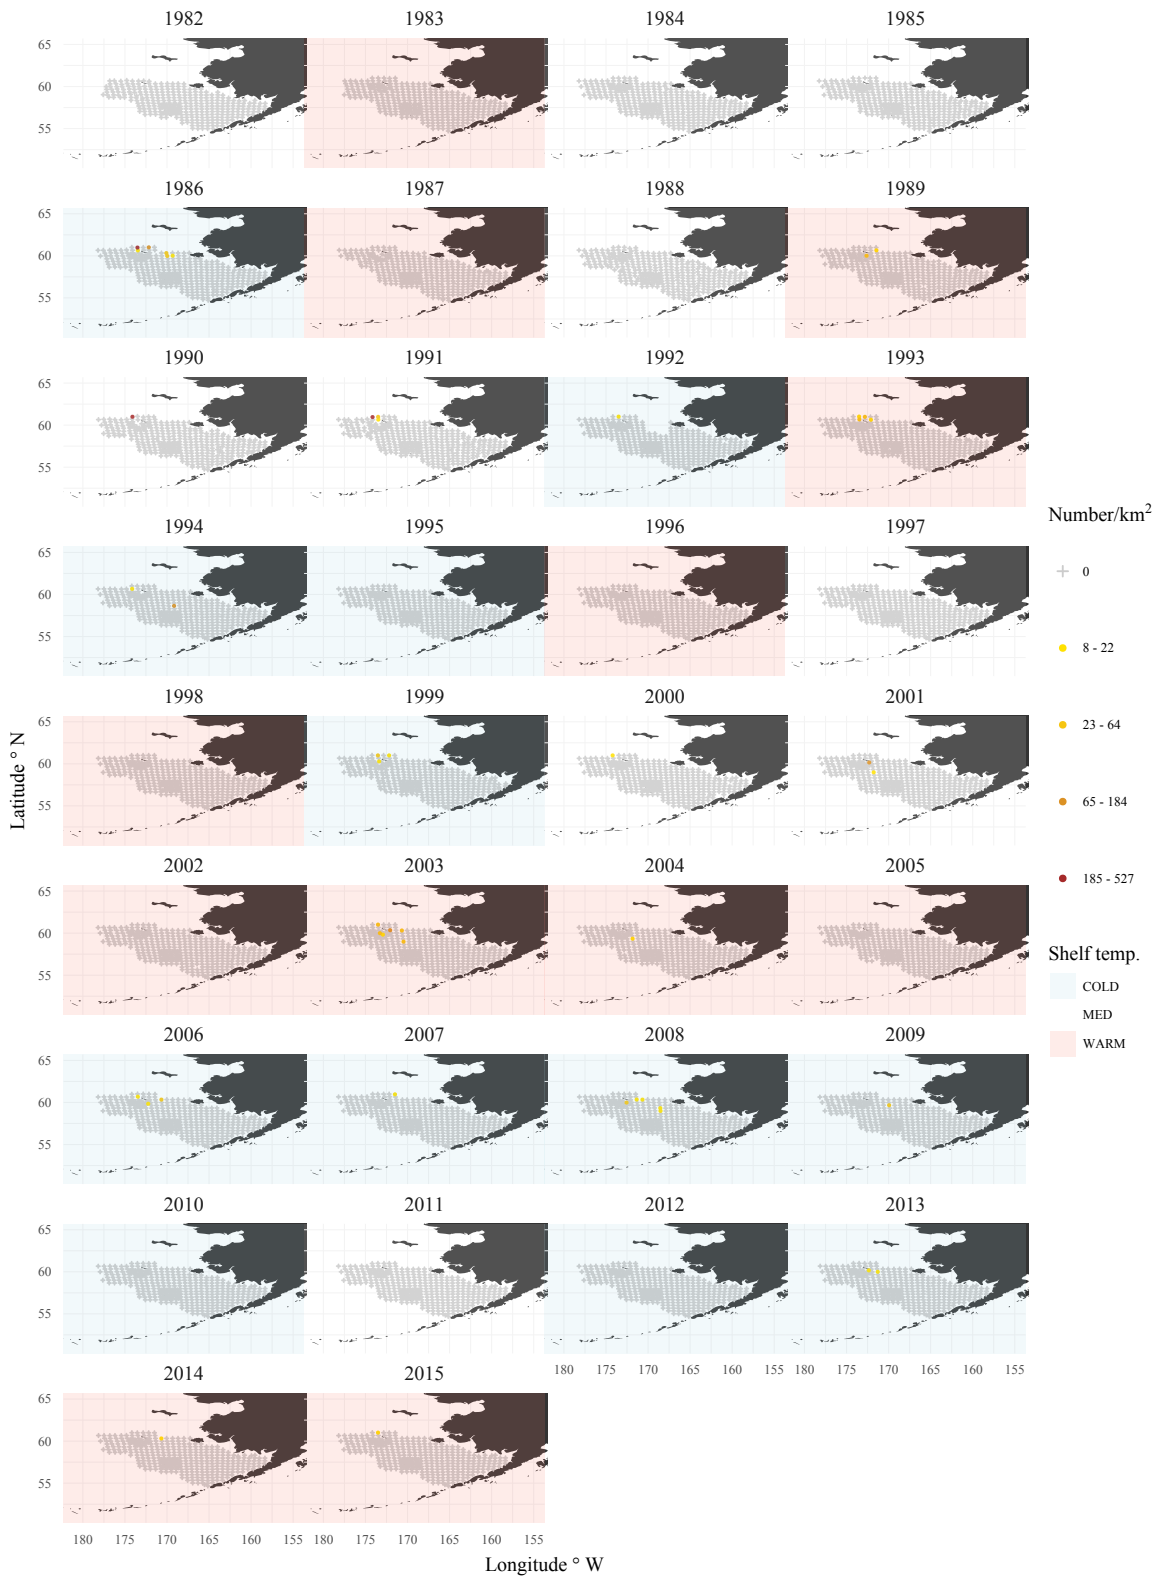 1982 1983 1984 1985
65
60
55
1986 1987 1988 1989
65
60
55
1990 1991 1992 1993
65
60
55
Number/km2
1994 1995 1996 1997
65
60
55
0
8 - 22
23 - 64
65 - 184
185 - 527
1998 1999 2000 2001
65
60
55
Latitude ° N
2002 2003 2004 2005
65
60
55
Shelf temp.
COLD
MED
WARM
2006 2007 2008 2009
65
60
55
2010 2011 2012 2013
65
60
55
180 175 170 165 160 155 180 175 170 165 160 155
2014 2015
65
60
55
180 175 170 165 160 155 180 175 170 165 160 155
Longitude ° W